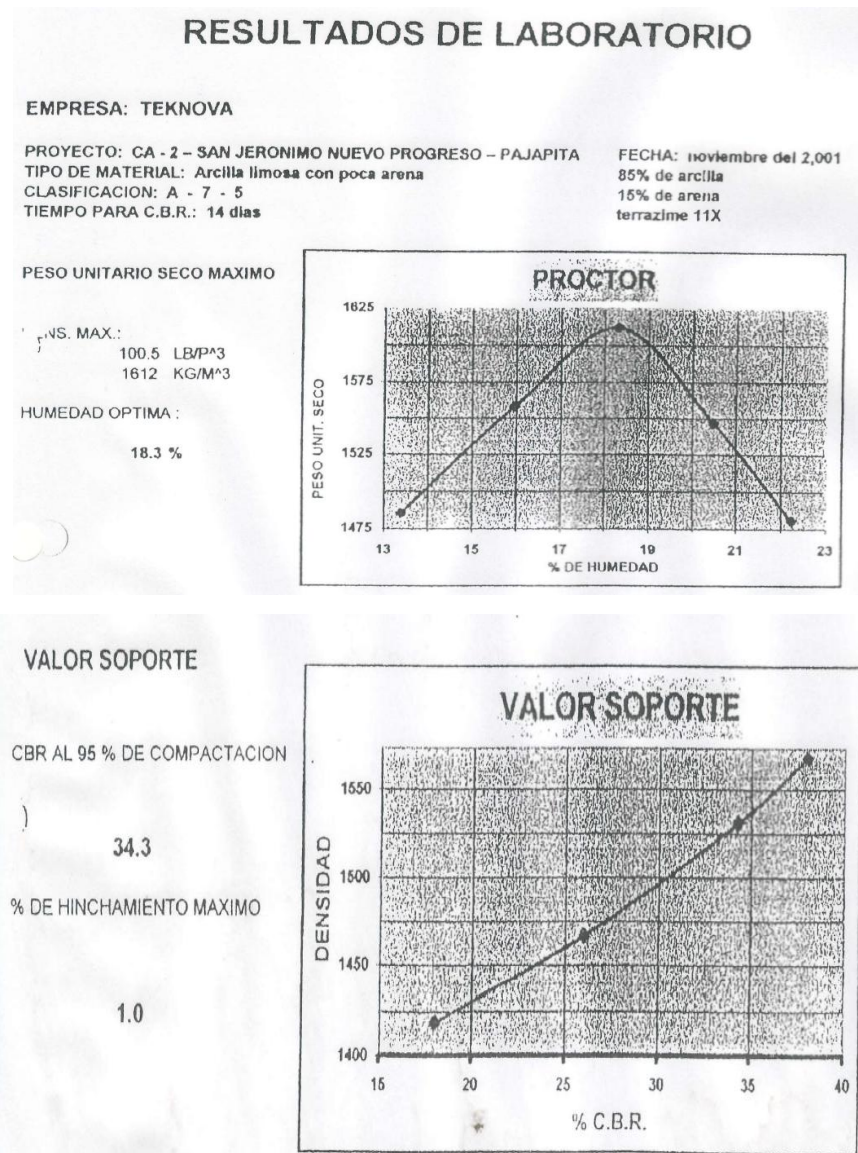 RESULTADOS DE LABORATORIO
EMPRESA: TEKNOVA
PROYECTO: CA - 2 – SAN JERONIMO NUEVO PROGRESO – PAJAPITA
TIPO DE MATERIAL: Arcilla limosa con poca arena
CLASIFICACION: A - 7 - 5
TIEMPO PARA C.B.R.: 14 dias
FECHA: noviembre del 2,001
85% de arcilla
15% de arena
terrazime 11X
PESO UNITARIO SECO MAXIMO
NS. MAX.:
100.5 LB/P^3
1612 KG/M^3
HUMEDAD OPTIMA :
18.3 %
PROCTOR
PESO UNIT. SECO
1625
1575
1525
1475
13 15 17 19 21 23
% DE HUMEDAD
VALOR SOPORTE
CBR AL 95 % DE COMPACTACION
34.3
% DE HINCHAMIENTO MAXIMO
1.0
VALOR SOPORTE
DENSIDAD
1550
1500
1450
1400
15 20 25 30 35 40
% C.B.R.